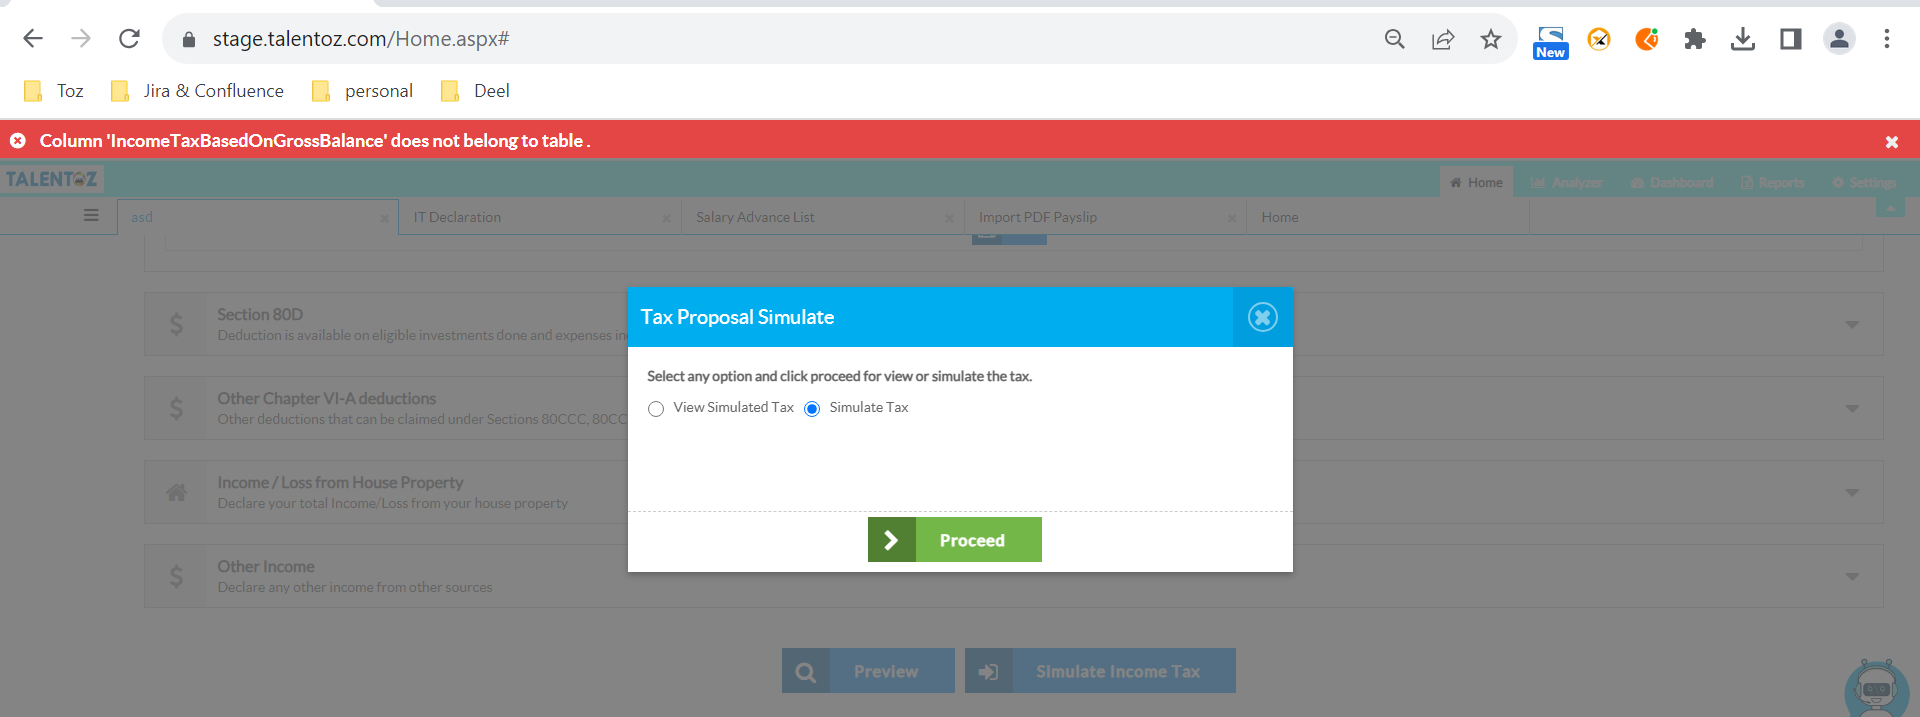 stage.talentoz.com/Home.aspx#
New
Toz
Jira & Confluence
personal
Deel
Column 'IncomeTaxBasedOnGrossBalance' does not belong to table .
TALENTOZ
Home
Analyzer
Dashboard
Reports
Settings
asd
IT Declaration
Salary Advance List
Import PDF Payslip
Home
Section 80D
Deduction is available on eligible investments done and expenses in
Other Chapter VI-A deductions
Other deductions that can be claimed under Sections 80CCC, 80CC
Income / Loss from House Property
Declare your total Income/Loss from your house property
Other Income
Declare any other income from other sources
Tax Proposal Simulate
Select any option and click proceed for view or simulate the tax.
View Simulated Tax
Simulate Tax
Proceed
Preview
Simulate Income Tax